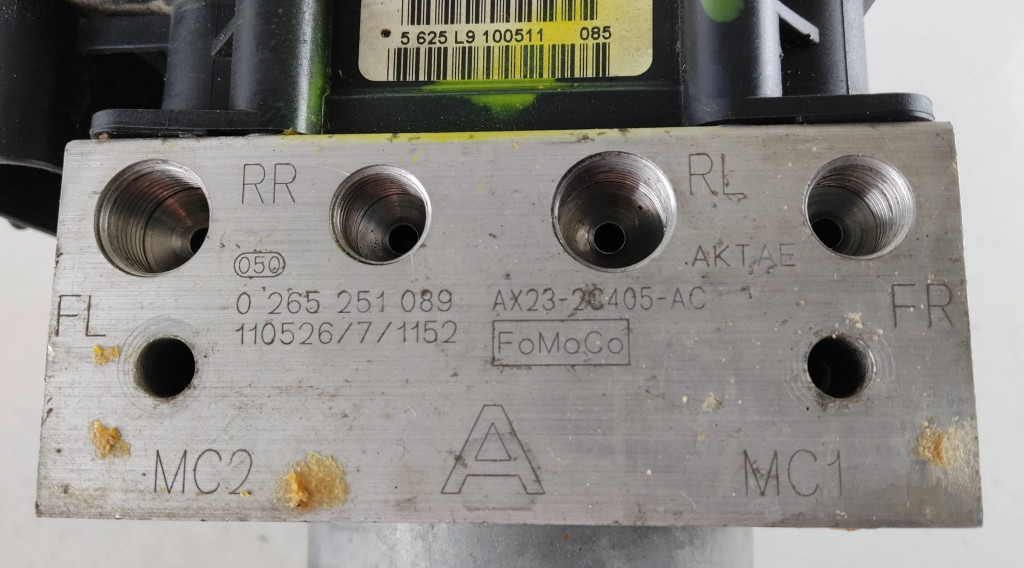 5 625 L9 100511 085
RR RL
050 AKTAE
FL 0 265 251 089 AX23-2C405-AC FR
110526/7/1152 FoMoCo
A
MC2 MC1